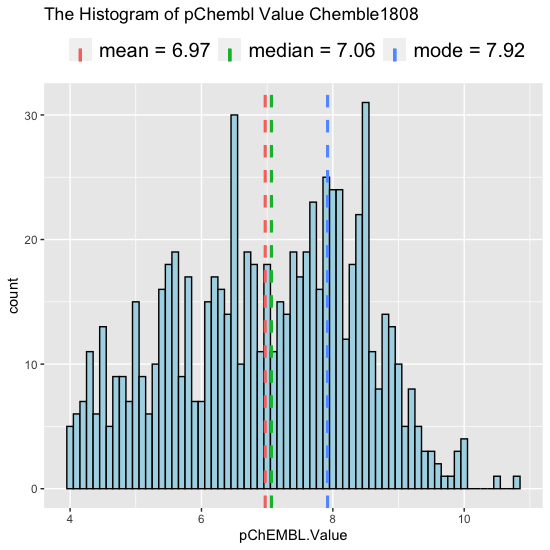 The Histogram of pChembl Value Chemble1808
mean = 6.97 median = 7.06 mode = 7.92
30
20
10
0
count
4 6 8 10
pChEMBL.Value